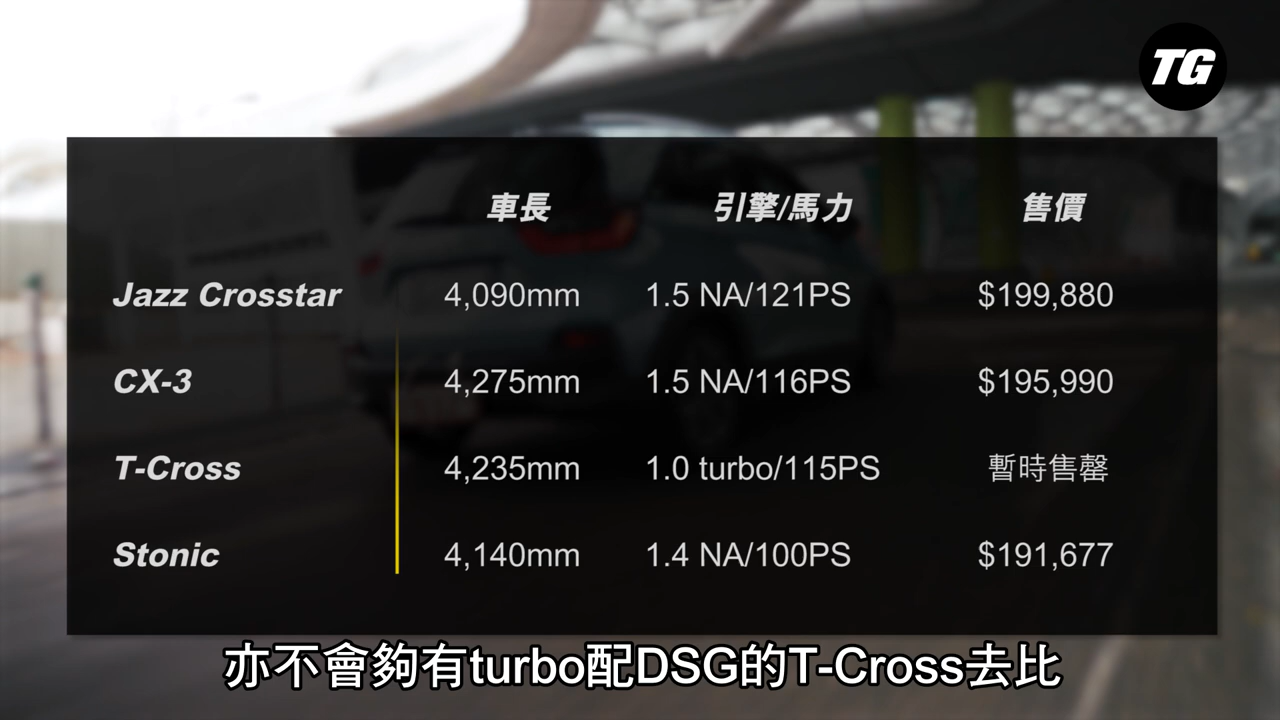 TG
車長 引擎/馬力 售價
Jazz Crosstar 4,090mm 1.5 NA/121PS $199,880
CX-3 4,275mm 1.5 NA/116PS $195,990
T-Cross 4,235mm 1.0 turbo/115PS 暫時售罄
Stonic 4,140mm 1.4 NA/100PS $191,677
亦不會夠有turbo配DSG的T-Cross去比